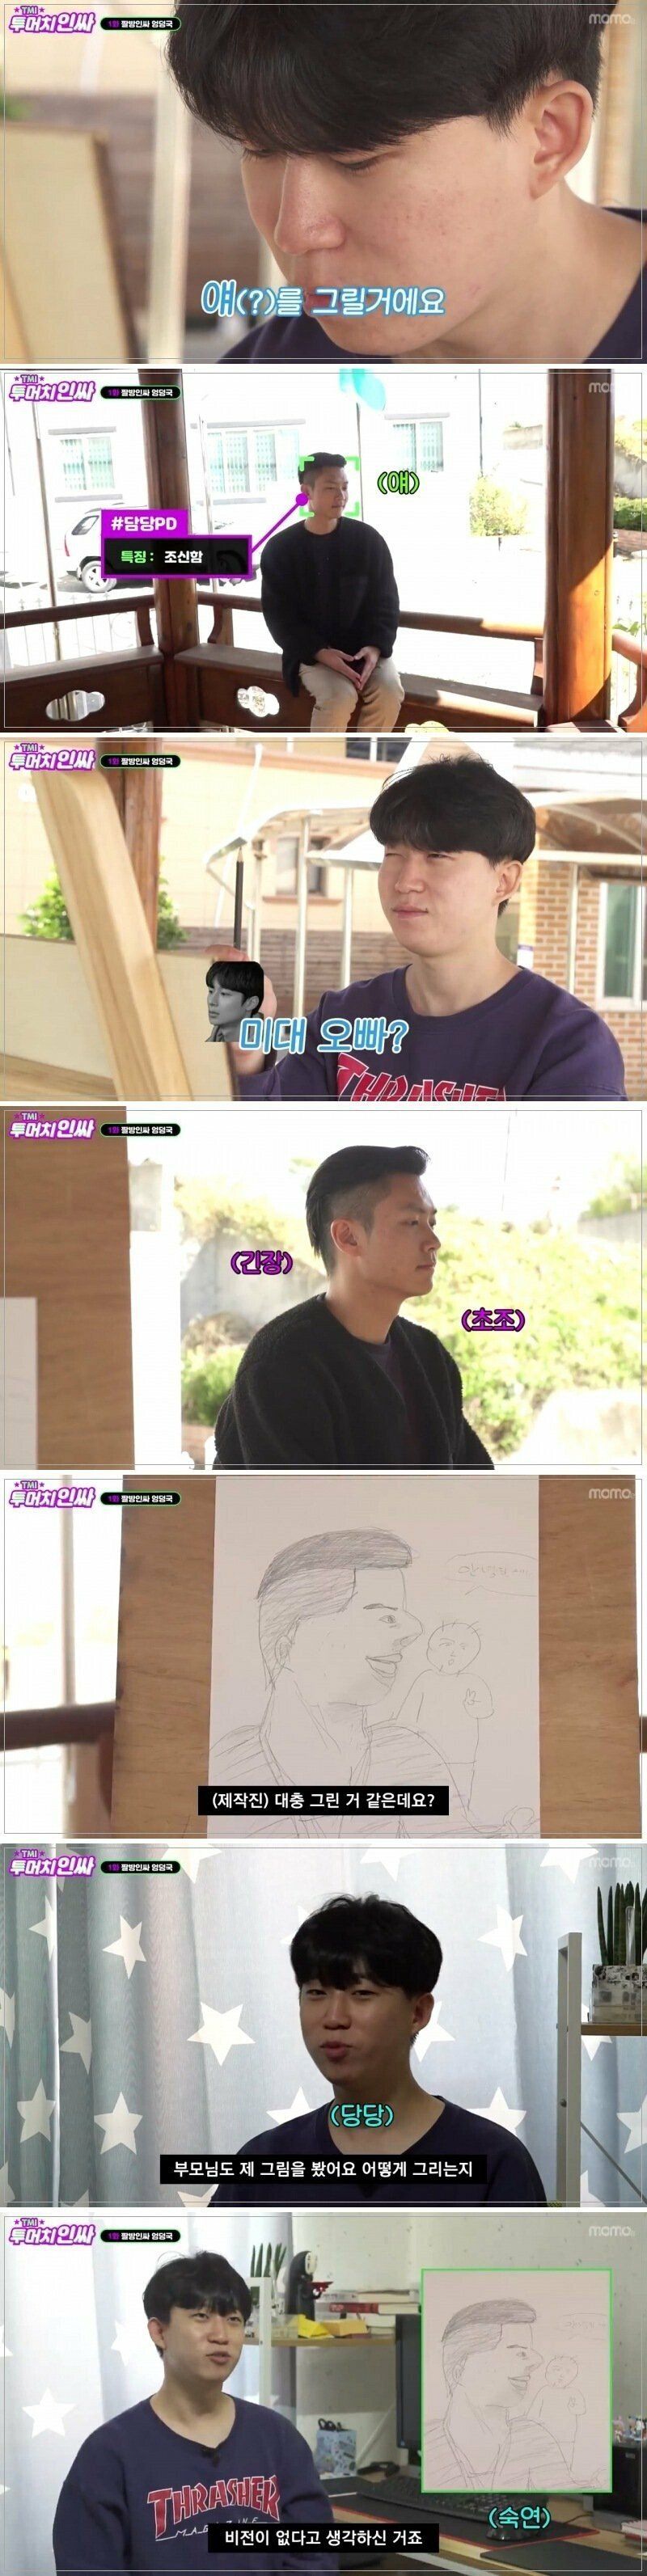 ★TMI★
투머치인싸
1화 짤방인싸 엄덩국
momo
얘(?)를 그릴거에요
★TMI★
투머치인싸
1화 짤방인싸 엄덩국
mo
(얘)
#담당PD
특징 : 조신함
★TMI★
투머치인싸
1화 짤방인싸 엄덩국
미대 오빠?
THRASHER
★TMI★
투머치인싸
1화 짤방인싸 엄덩국
(긴장)
(초조)
★TMI★
투머치인싸
1화 짤방인싸 엄덩국
momo
(제작진) 대충 그린 거 같은데요?
★TMI★
투머치인싸
1화 짤방인싸 엄덩국
momo
(당당)
부모님도 제 그림을 봤어요 어떻게 그리는지
★TMI★
투머치인싸
1화 짤방인싸 엄덩국
momo
THRASHER
MAGAZINE
(숙연)
비전이 없다고 생각하신 거죠